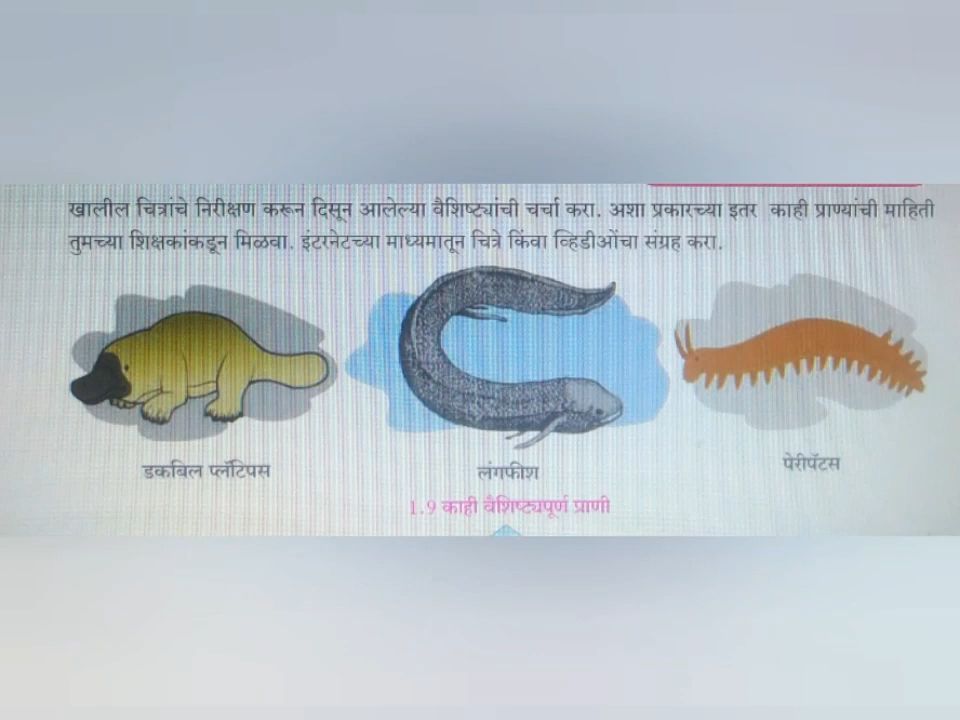 खालील चित्रांचे निरीक्षण करून दिसून आलेल्या वैशिष्ट्यांची चर्चा करा. अशा प्रकारच्या इतर काही प्राण्यांची माहिती
तुमच्या शिक्षकांकडून मिळवा. इंटरनेटच्या माध्यमातून चित्रे किंवा व्हिडीओंचा संग्रह करा.
डकबिल प्लॅटिपस
लंगफीश
पेरीपॅटस
1.9 काही वैशिष्ट्यपूर्ण प्राणी